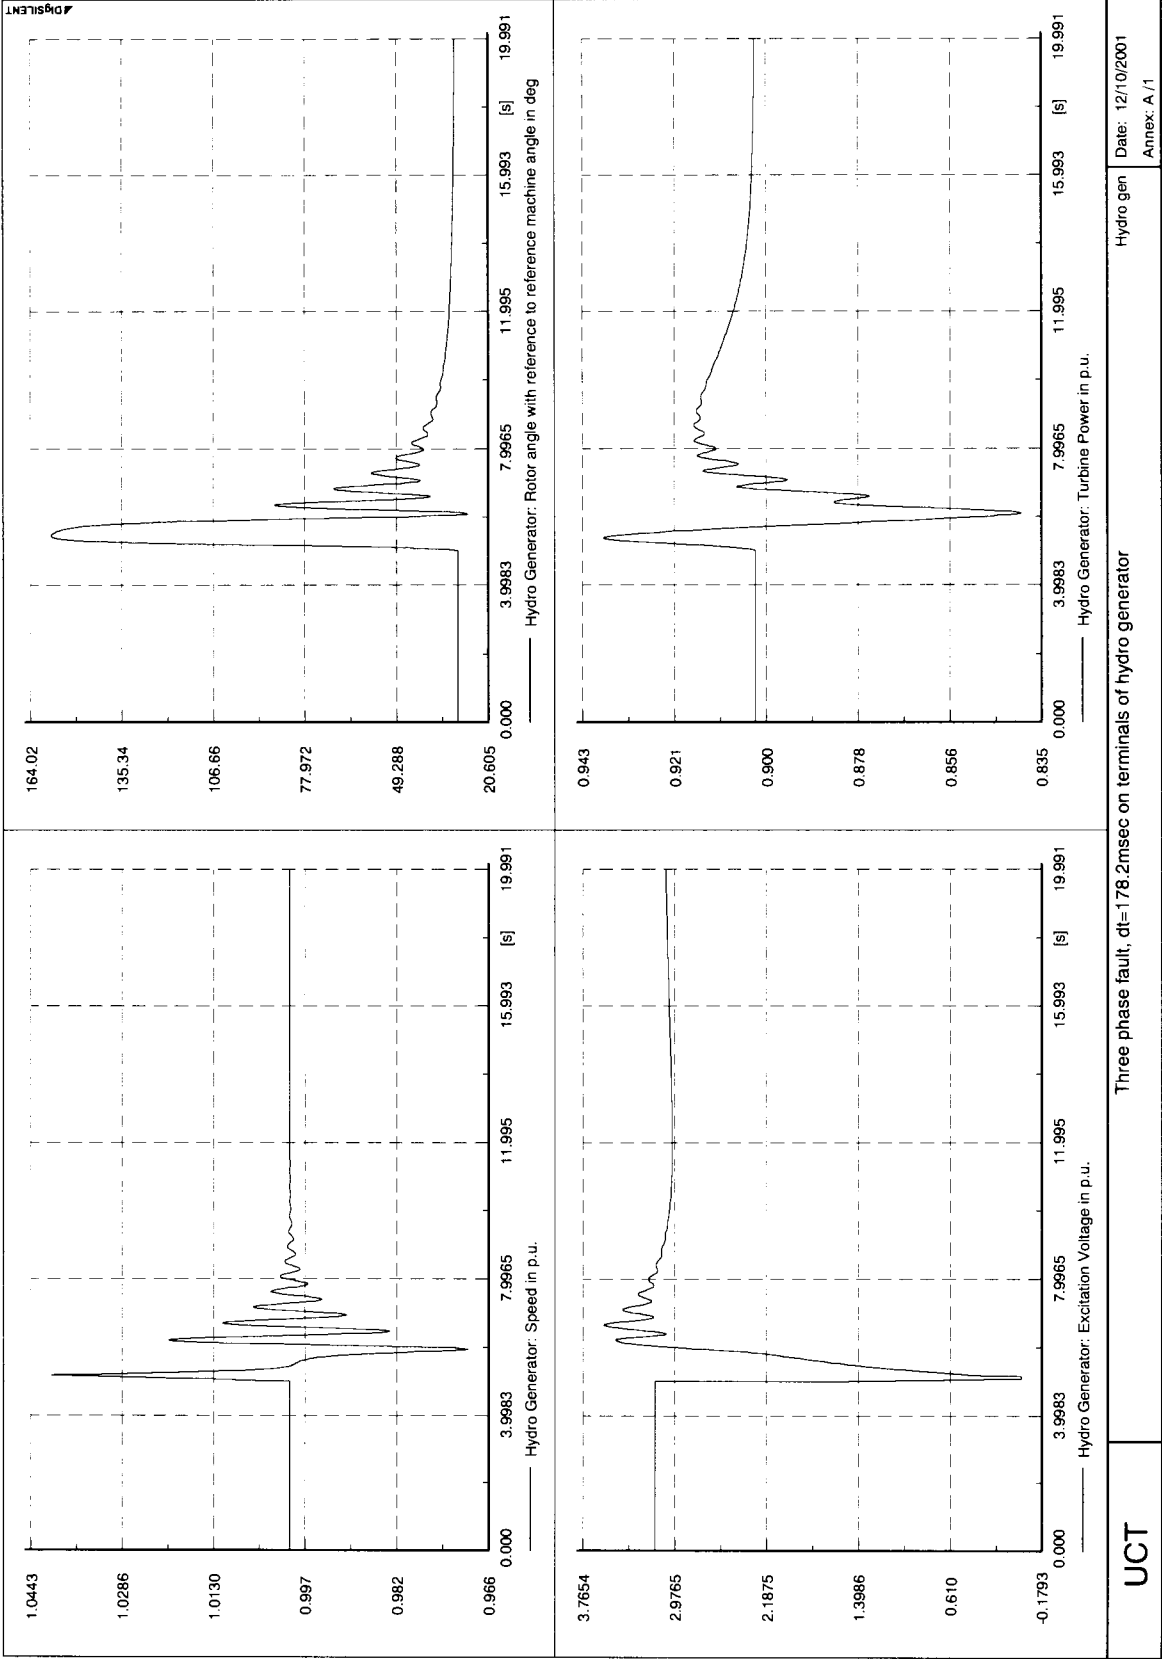 DIgSILENT
1.0443
1.0286
1.0130
0.997
0.982
0.966
0.000 3.9983 7.9965 11.995 15.993 [s] 19.991
Hydro Generator: Speed in p.u.
164.02
135.34
106.66
77.972
49.288
20.605
0.000 3.9983 7.9965 11.995 15.993 [s] 19.991
Hydro Generator: Rotor angle with reference to reference machine angle in deg
3.7654
2.9765
2.1875
1.3986
0.610
-0.1793
0.000 3.9983 7.9965 11.995 15.993 [s] 19.991
Hydro Generator: Excitation Voltage in p.u.
0.943
0.921
0.900
0.878
0.856
0.835
0.000 3.9983 7.9965 11.995 15.993 [s] 19.991
Hydro Generator: Turbine Power in p.u.
UCT
Three phase fault, dt=178.2msec on terminals of hydro generator
Hydro gen
Date: 12/10/2001
Annex: A /1